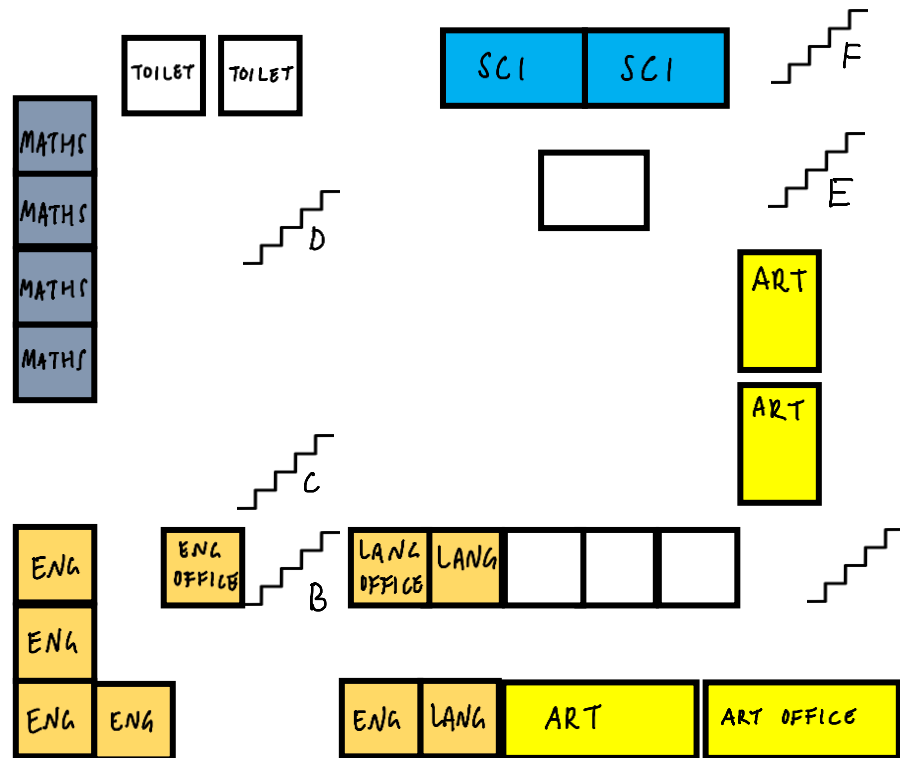 TOILET
TOILET
SCI
SCI
F
MATHS
MATHS
E
D
ART
MATHS
MATHS
ART
C
ENG
ENG
OFFICE
B
LANG
OFFICE
LANG
ENG
ENG
ENG
ENG
LANG
ART
ART OFFICE